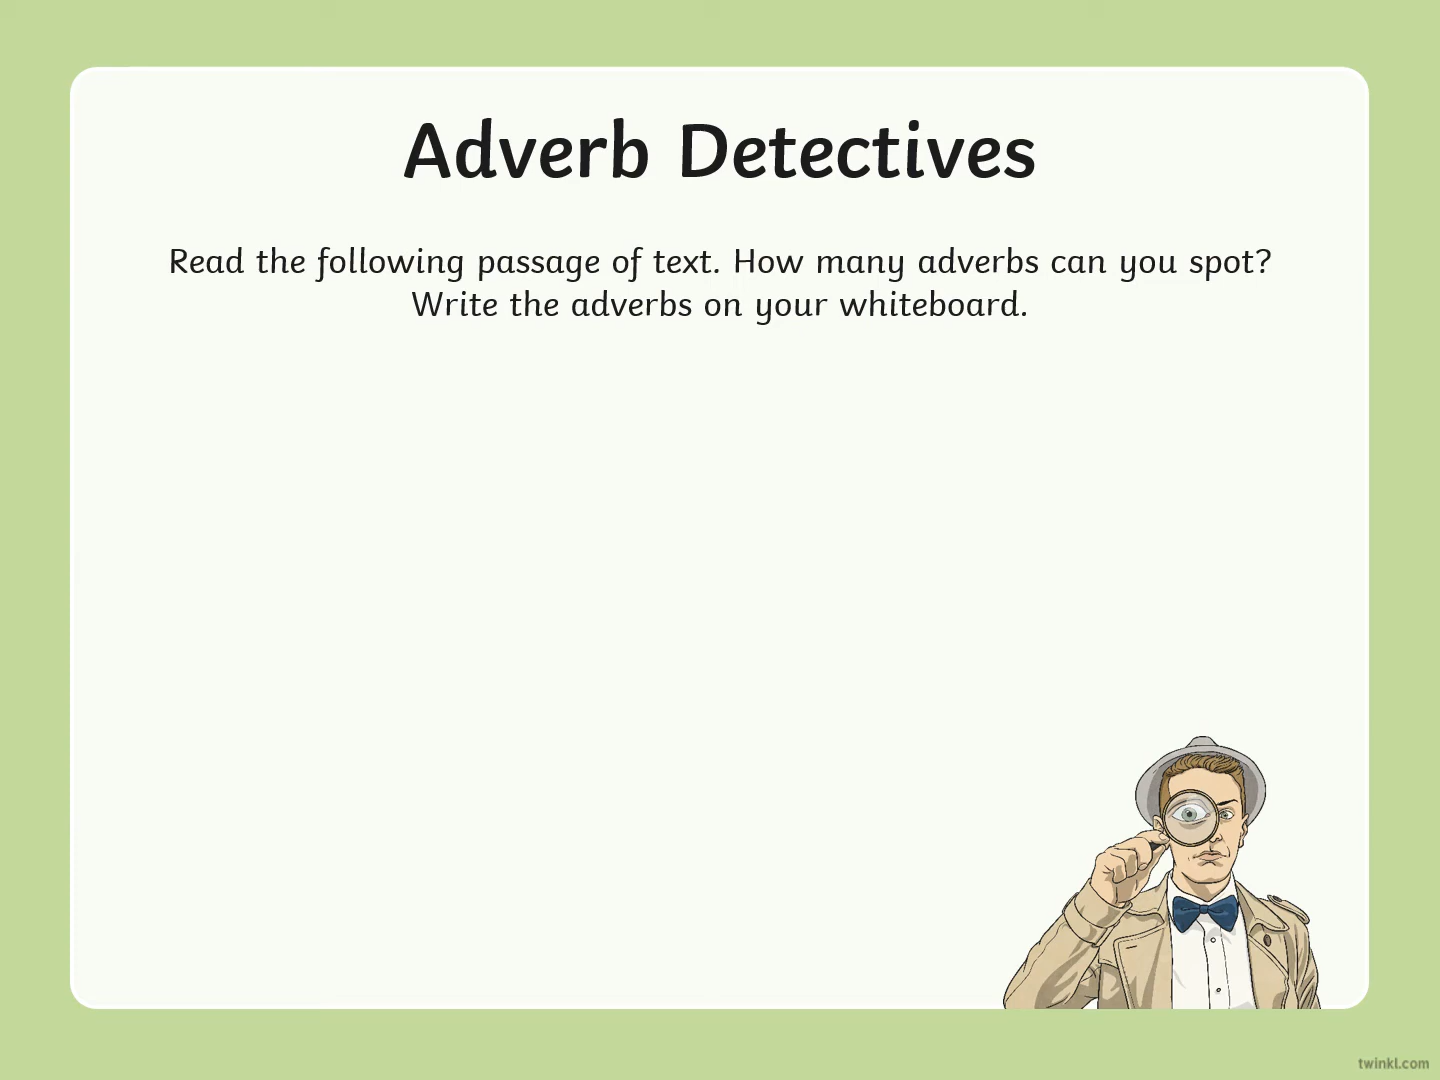 Adverb Detectives
Read the following passage of text. How many adverbs can you spot?
Write the adverbs on your whiteboard.
twinkl.com